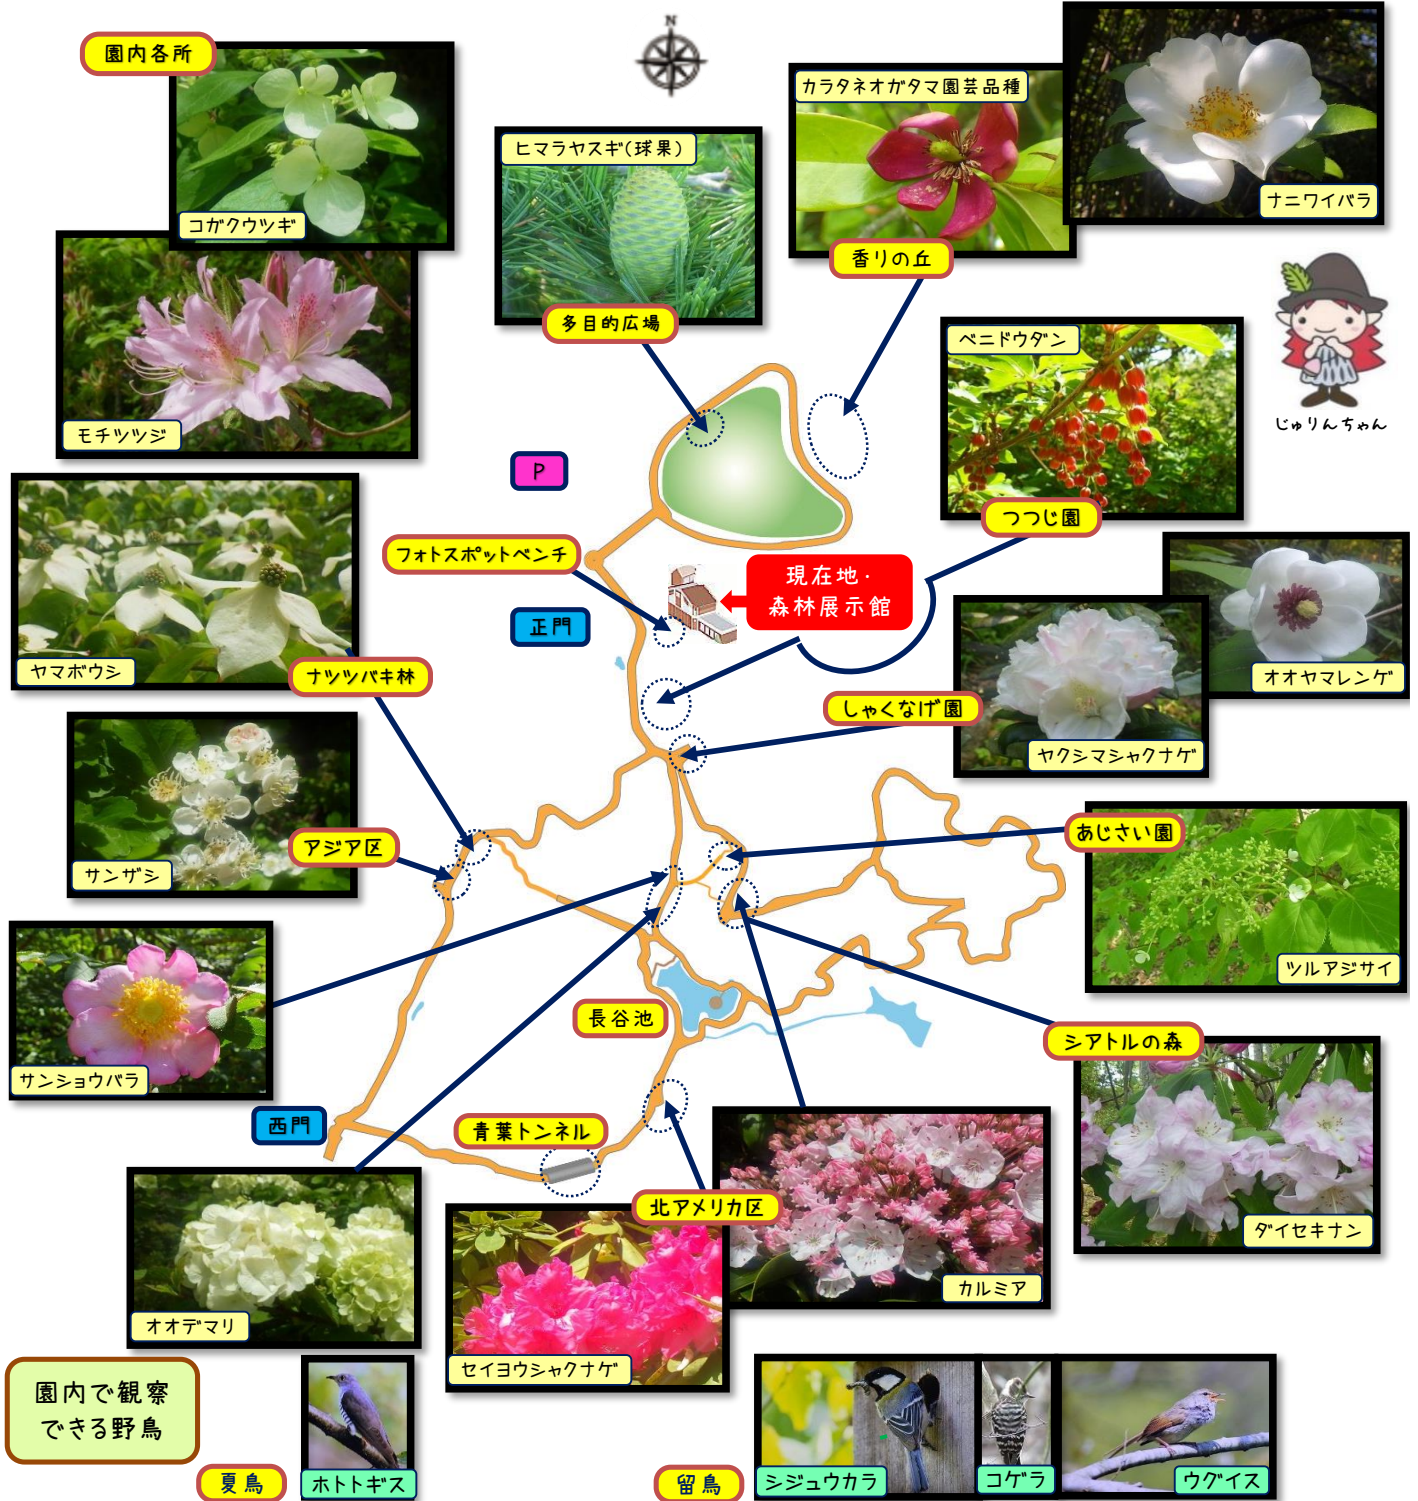 N
園内各所
コガクウツギ
モチツツジ
ヒマラヤスギ(球果)
多目的広場
カラタネオガタマ園芸品種
ナニワイバラ
香りの丘
じゅりんちゃん
ベニドウダン
つつじ園
P
フォトスポットベンチ
現在地・
森林展示館
正門
オオヤマレンゲ
ヤクシマシャクナゲ
しゃくなげ園
ヤマボウシ
ナツツバキ林
サンザシ
アジア区
あじさい園
ツルアジサイ
サンショウバラ
長谷池
シアトルの森
ダイセキナン
西門
青葉トンネル
オオデマリ
北アメリカ区
カルミア
セイヨウシャクナゲ
園内で観察
できる野鳥
夏鳥
ホトトギス
留鳥
シジュウカラ
コゲラ
ウグイス